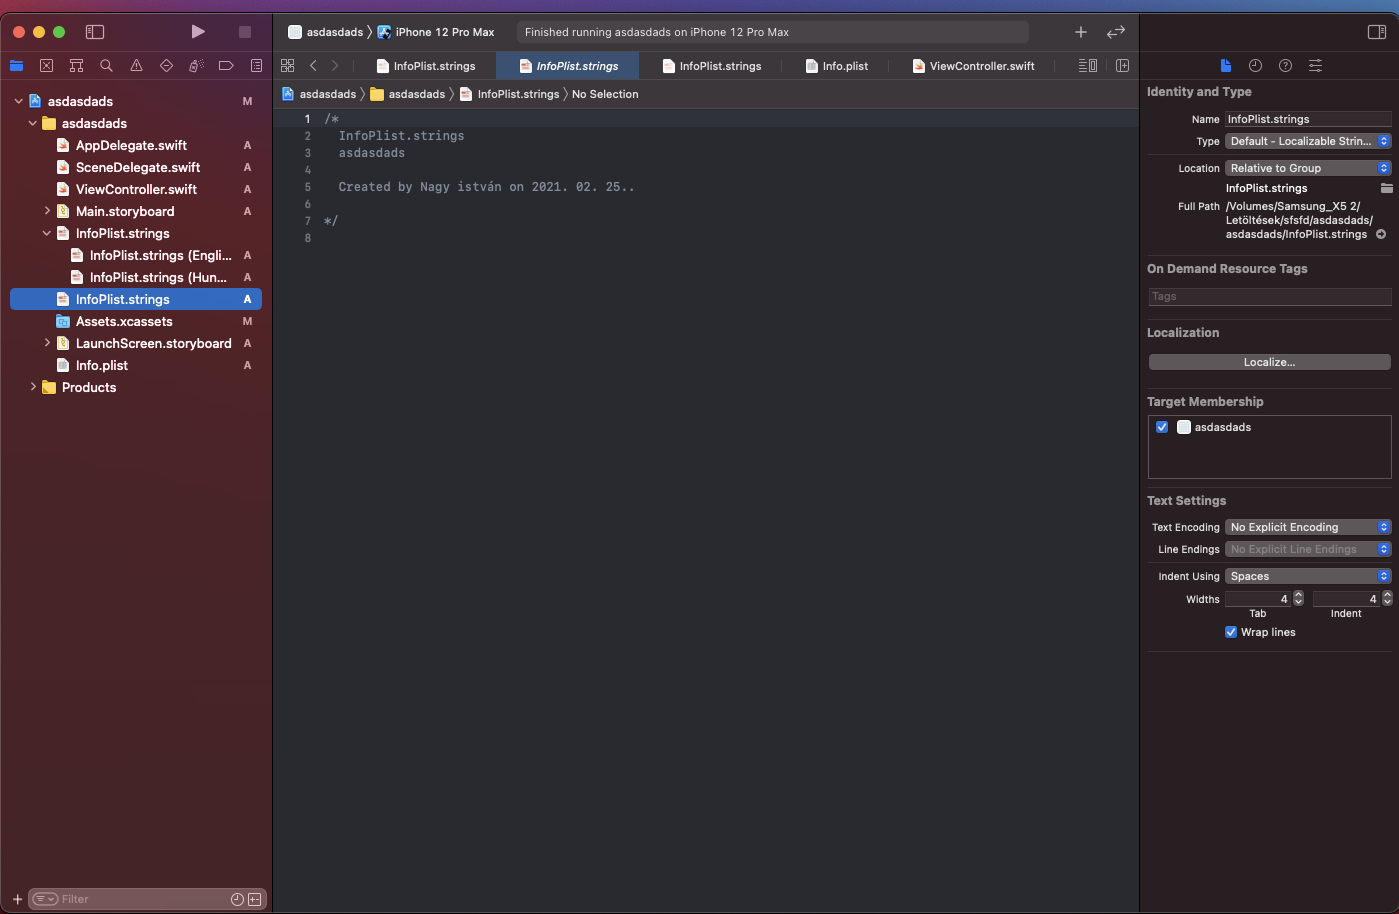 asdasdads
iPhone 12 Pro Max
Finished running asdasdads on iPhone 12 Pro Max
InfoPlist.strings
InfoPlist.strings
InfoPlist.strings
Info.plist
ViewController.swift
asdasdads
asdasdads
InfoPlist.strings
No Selection
asdasdads M
asdasdads
AppDelegate.swift A
SceneDelegate.swift A
ViewController.swift A
Main.storyboard A
InfoPlist.strings
InfoPlist.strings (Engli... A
InfoPlist.strings (Hun... A
InfoPlist.strings A
Assets.xcassets M
LaunchScreen.storyboard A
Info.plist A
Products
Filter
1 /*
2 InfoPlist.strings
3 asdasdads
4
5 Created by Nagy istván on 2021. 02. 25..
6
7 */
8
Identity and Type
Name InfoPlist.strings
Type Default - Localizable Strin...
Location Relative to Group
InfoPlist.strings
Full Path /Volumes/Samsung_X5 2/
Letöltések/sfsfd/asdasdads/
asdasdads/InfoPlist.strings
On Demand Resource Tags
Tags
Localization
Localize...
Target Membership
asdasdads
Text Settings
Text Encoding No Explicit Encoding
Line Endings No Explicit Line Endings
Indent Using Spaces
Widths 4 4
Tab Indent
Wrap lines